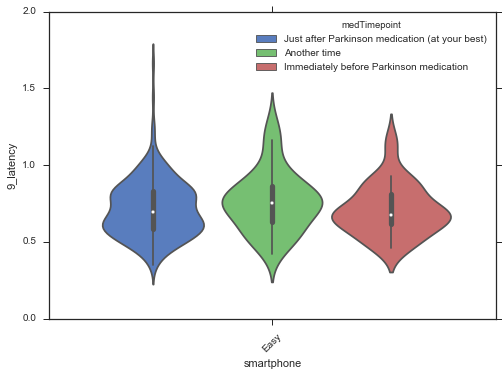 2.0
medTimepoint
Just after Parkinson medication (at your best)
Another time
Immediately before Parkinson medication
1.5
1.0
9_latency
0.5
0.0
Easy
smartphone